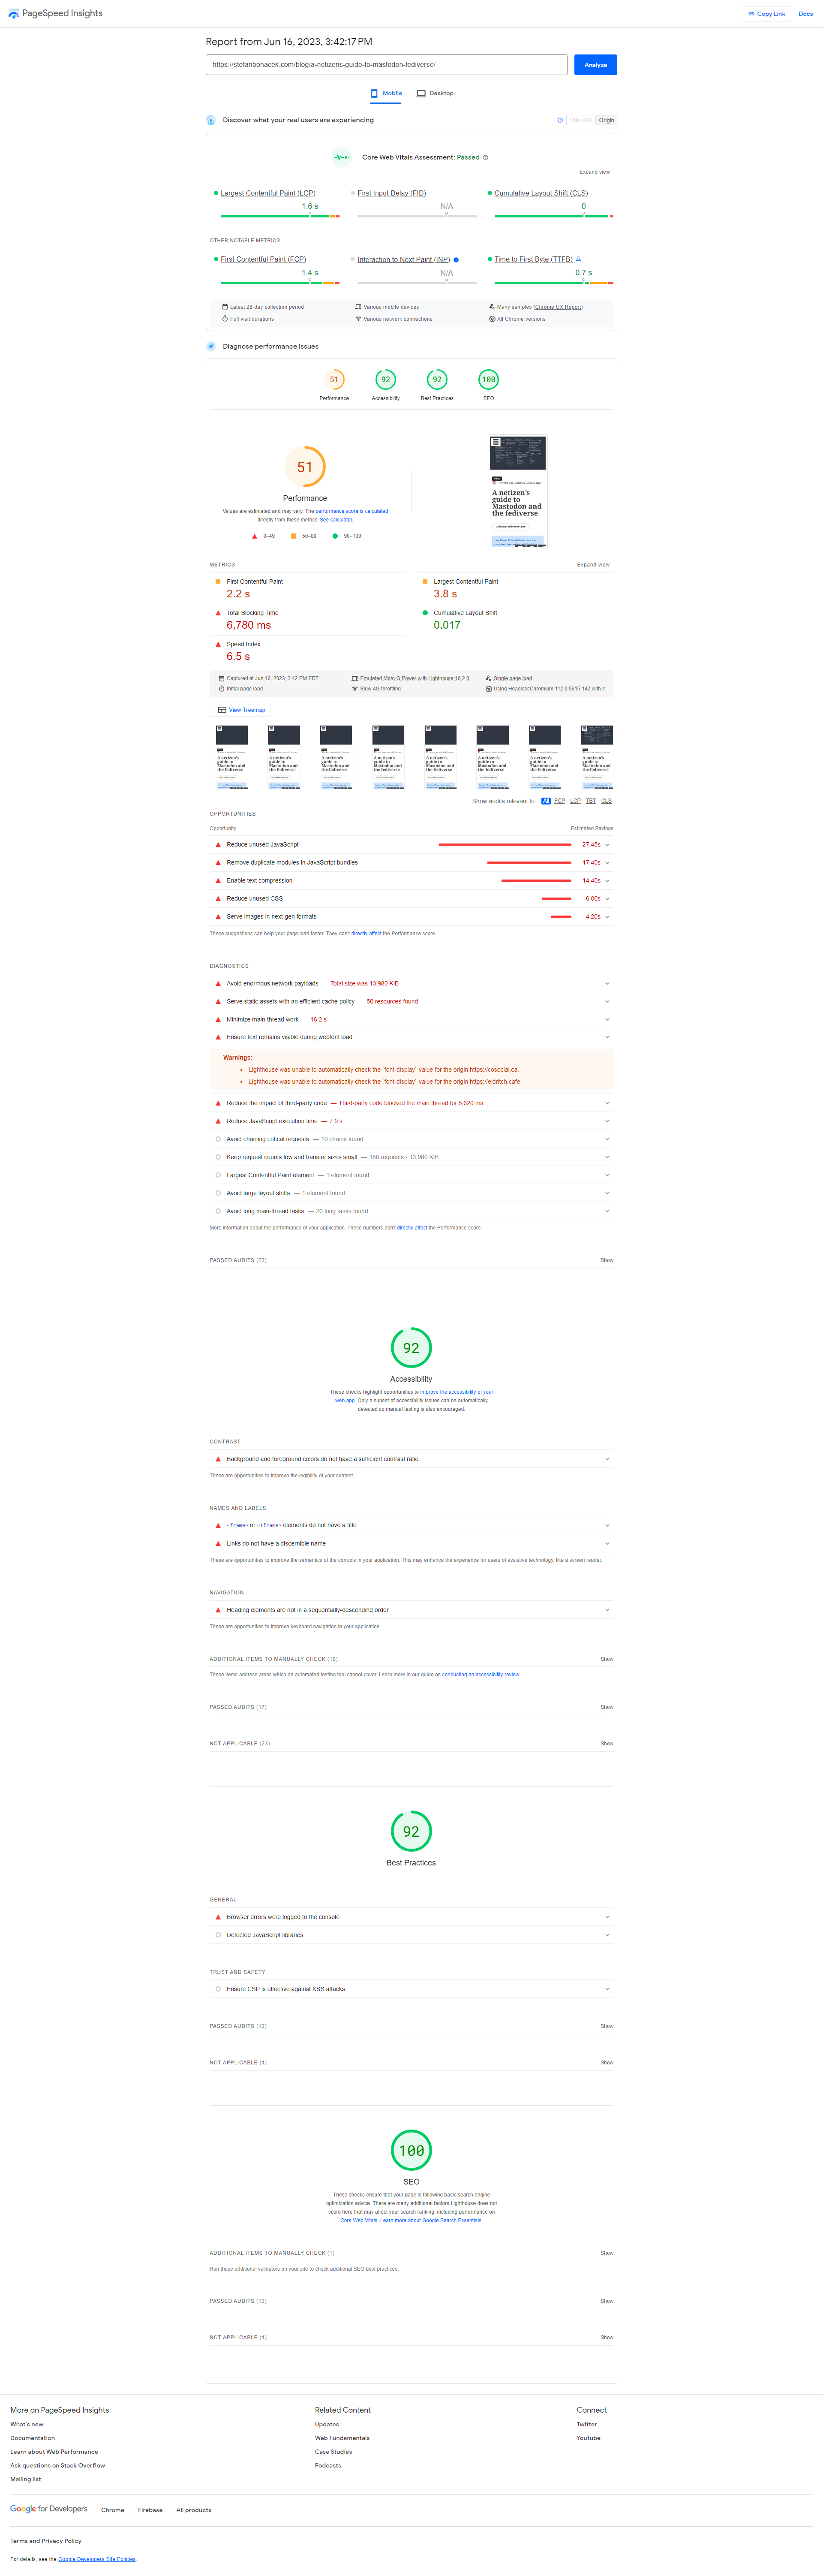 PageSpeed Insights
Copy Link
Docs
Report from Jun 16, 2023, 3:42:17 PM
https://stefanbohacek.com/blog/a-netizens-guide-to-mastodon-fediverse/
Analyze
Mobile
Desktop
Discover what your real users are experiencing
This URL
Origin
Core Web Vitals Assessment: Passed
Expand view
Largest Contentful Paint (LCP)
1.6 s
First Input Delay (FID)
N/A
Cumulative Layout Shift (CLS)
0
OTHER NOTABLE METRICS
First Contentful Paint (FCP)
1.4 s
Interaction to Next Paint (INP)
N/A
Time to First Byte (TTFB)
0.7 s
Latest 28-day collection period
Various mobile devices
Many samples (Chrome UX Report)
Full visit durations
Various network connections
All Chrome versions
Diagnose performance issues
51
92
92
100
Performance
Accessibility
Best Practices
SEO
51
Performance
Values are estimated and may vary. The performance score is calculated
directly from these metrics. See calculator.
0–49
50–89
90–100
A netizen's
guide to
Mastodon and
the fediverse
METRICS
Expand view
First Contentful Paint
2.2 s
Largest Contentful Paint
3.8 s
Total Blocking Time
6,780 ms
Cumulative Layout Shift
0.017
Speed Index
6.5 s
Captured at Jun 16, 2023, 3:42 PM EDT
Emulated Moto G Power with Lighthouse 10.2.0
Single page load
Initial page load
Slow 4G throttling
Using HeadlessChromium 112.0.5615.142 with lr
View Treemap
Show audits relevant to:
All
FCP
LCP
TBT
CLS
OPPORTUNITIES
Opportunity
Estimated Savings
Reduce unused JavaScript
27.45s
Remove duplicate modules in JavaScript bundles
17.40s
Enable text compression
14.40s
Reduce unused CSS
6.00s
Serve images in next-gen formats
4.20s
These suggestions can help your page load faster. They don't directly affect the Performance score.
DIAGNOSTICS
Avoid enormous network payloads — Total size was 13,980 KiB
Serve static assets with an efficient cache policy — 50 resources found
Minimize main-thread work — 16.2 s
Ensure text remains visible during webfont load
Warnings:
Lighthouse was unable to automatically check the `font-display` value for the origin https://cosocial.ca.
Lighthouse was unable to automatically check the `font-display` value for the origin https://eldritch.cafe.
Reduce the impact of third-party code — Third-party code blocked the main thread for 5,620 ms
Reduce JavaScript execution time — 7.9 s
Avoid chaining critical requests — 10 chains found
Keep request counts low and transfer sizes small — 156 requests • 13,980 KiB
Largest Contentful Paint element — 1 element found
Avoid large layout shifts — 1 element found
Avoid long main-thread tasks — 20 long tasks found
More information about the performance of your application. These numbers don't directly affect the Performance score.
PASSED AUDITS (22)
Show
92
Accessibility
These checks highlight opportunities to improve the accessibility of your
web app. Only a subset of accessibility issues can be automatically
detected so manual testing is also encouraged.
CONTRAST
Background and foreground colors do not have a sufficient contrast ratio.
These are opportunities to improve the legibility of your content.
NAMES AND LABELS
<frame> or <iframe> elements do not have a title
Links do not have a discernible name
These are opportunities to improve the semantics of the controls in your application. This may enhance the experience for users of assistive technology, like a screen reader.
NAVIGATION
Heading elements are not in a sequentially-descending order
These are opportunities to improve keyboard navigation in your application.
ADDITIONAL ITEMS TO MANUALLY CHECK (10)
Show
These items address areas which an automated testing tool cannot cover. Learn more in our guide on conducting an accessibility review.
PASSED AUDITS (17)
Show
NOT APPLICABLE (23)
Show
92
Best Practices
GENERAL
Browser errors were logged to the console
Detected JavaScript libraries
TRUST AND SAFETY
Ensure CSP is effective against XSS attacks
PASSED AUDITS (12)
Show
NOT APPLICABLE (1)
Show
100
SEO
These checks ensure that your page is following basic search engine
optimization advice. There are many additional factors Lighthouse does not
score here that may affect your search ranking, including performance on
Core Web Vitals. Learn more about Google Search Essentials.
ADDITIONAL ITEMS TO MANUALLY CHECK (1)
Show
Run these additional validators on your site to check additional SEO best practices.
PASSED AUDITS (13)
Show
NOT APPLICABLE (1)
Show
More on PageSpeed Insights
What's new
Documentation
Learn about Web Performance
Ask questions on Stack Overflow
Mailing list
Related Content
Updates
Web Fundamentals
Case Studies
Podcasts
Connect
Twitter
Youtube
Google for Developers
Chrome
Firebase
All products
Terms and Privacy Policy
For details, see the Google Developers Site Policies.